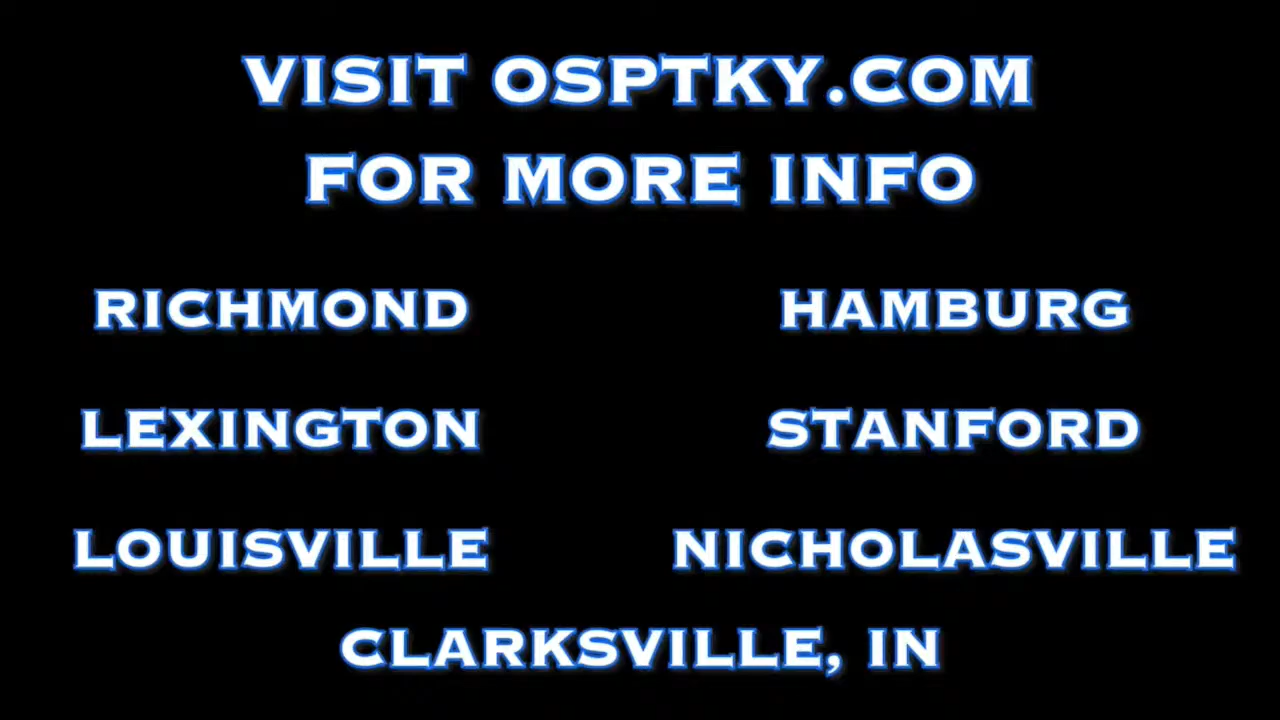 VISIT OSPTKY.COM
FOR MORE INFO
RICHMOND
HAMBURG
LEXINGTON
STANFORD
LOUISVILLE
NICHOLASVILLE
CLARKSVILLE, IN